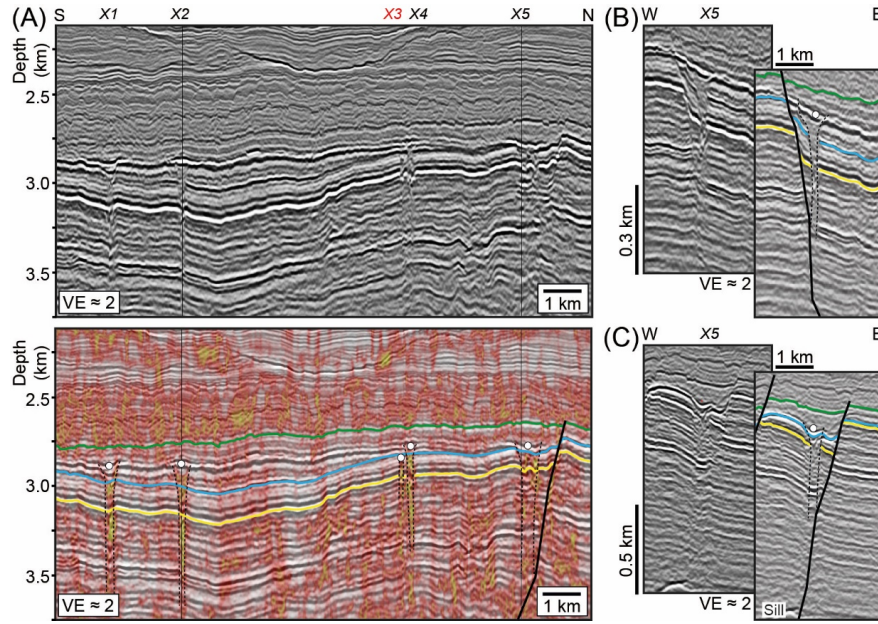 (A)
S X1 X2 X3 X4 X5 N
Depth
(km)
2.5
3.0
3.5
VE ≈ 2
1 km
Depth
(km)
2.5
3.0
3.5
VE ≈ 2
1 km
(B)
W X5 E
1 km
0.3 km
VE ≈ 2
(C)
W X5 E
1 km
0.5 km
Sill
VE ≈ 2